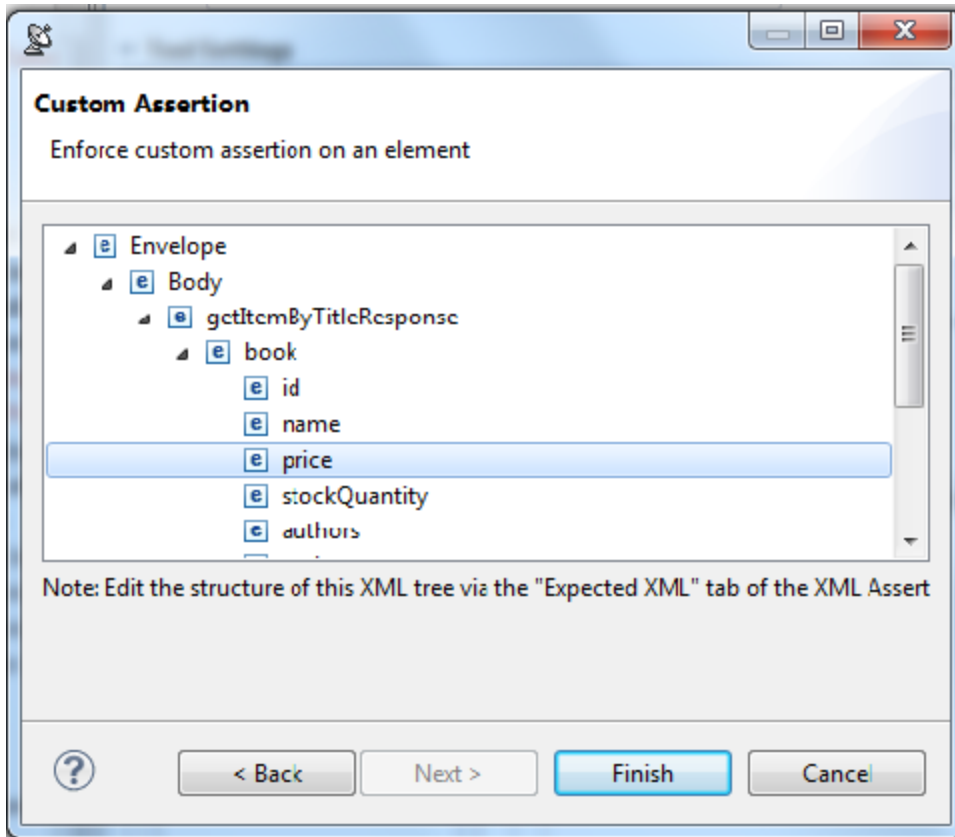 Custom Assertion
Enforce custom assertion on an element
Envelope
Body
getItemByTitleResponse
book
id
name
price
stockQuantity
authors
Note: Edit the structure of this XML tree via the "Expected XML" tab of the XML Assert
< Back Next > Finish Cancel